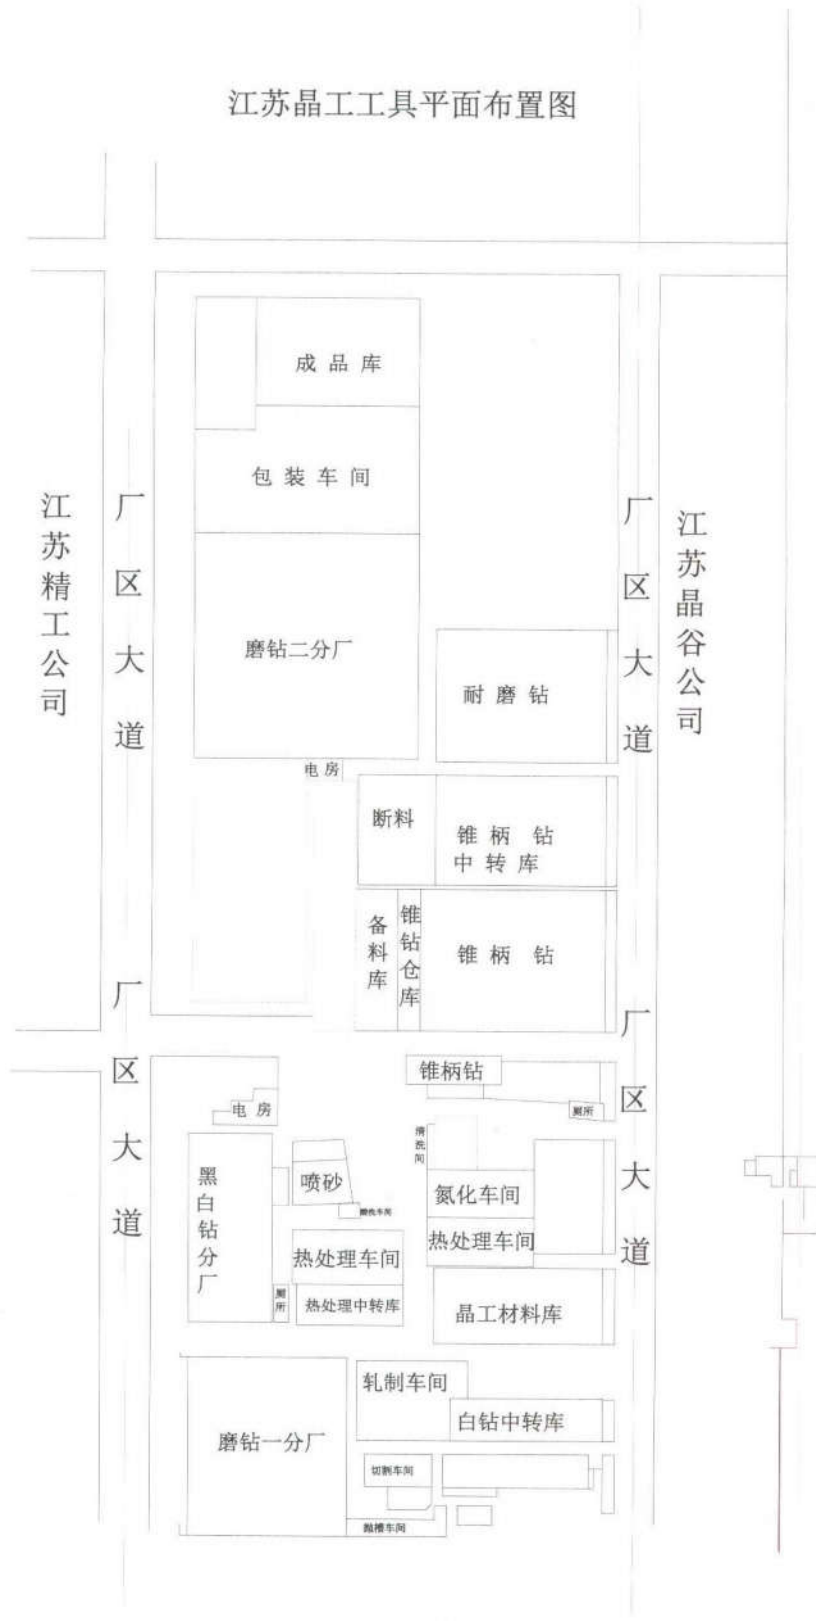 江苏晶工工具平面布置图
成品库
包装车间
江苏精工公司
厂区大道
厂区大道
江苏晶谷公司
磨钻二分厂
耐磨钻
电房
断料
锥柄 钻
中转库
备料库
锥钻仓库
锥柄 钻
厂区大道
厂区大道
锥柄钻
电房
厕所
清洗间
黑白钻分厂
喷砂
氮化车间
热处理车间
热处理车间
厕所
热处理中转库
晶工材料库
轧制车间
白钻中转库
磨钻一分厂
切割车间
抛槽车间